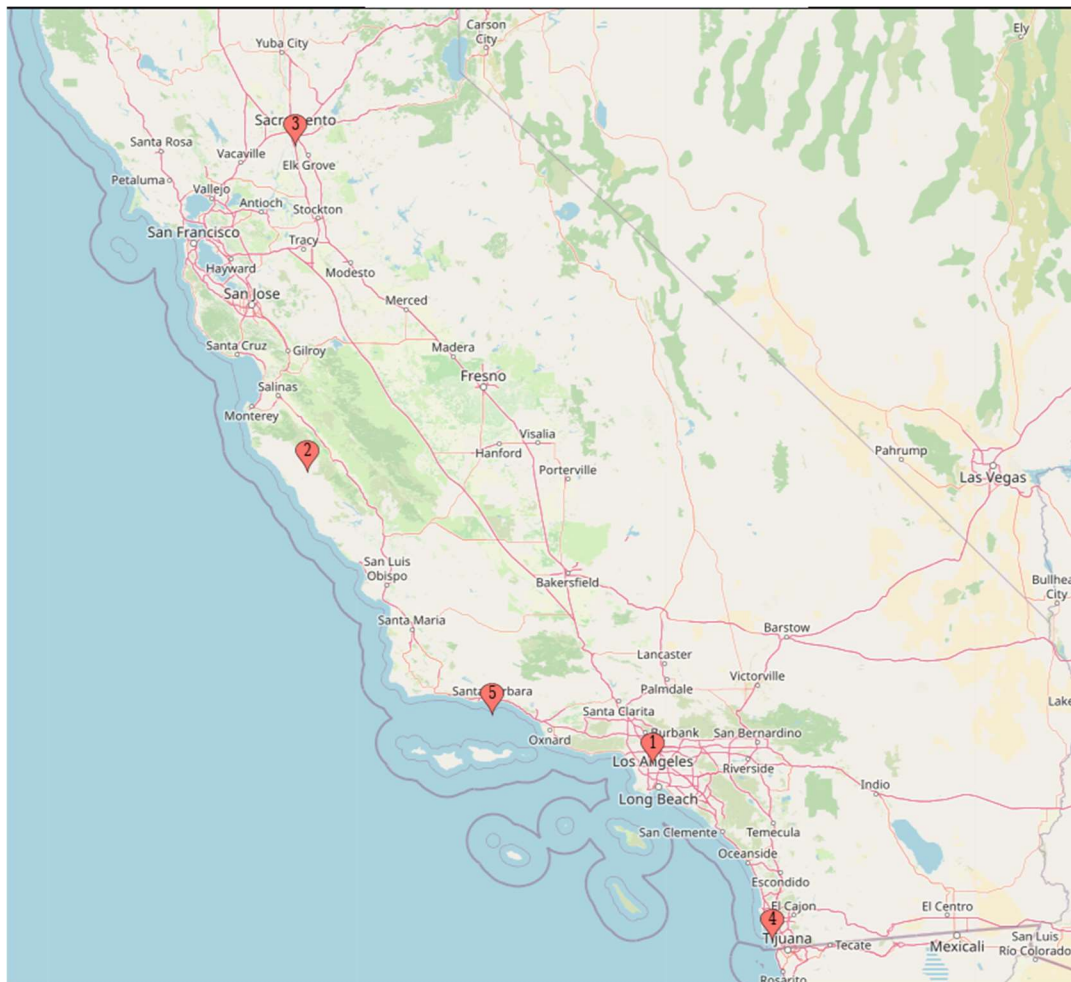 Carson
City
Ely
Yuba City
Sacramento
3
Santa Rosa
Vacaville
Elk Grove
Petaluma
Vallejo
Antioch
Stockton
San Francisco
Tracy
Hayward
Modesto
San Jose
Merced
Santa Cruz
Gilroy
Madera
Salinas
Fresno
Monterey
2
Visalia
Hanford
Porterville
Pahrump
Las Vegas
San Luis
Obispo
Bakersfield
Bullhea
City
Santa Maria
Barstow
Lancaster
Santa Barbara
5
Palmdale
Victorville
Lake
Santa Clarita
Oxnard
Burbank
San Bernardino
1
Los Angeles
Riverside
Long Beach
Indio
San Clemente
Temecula
Oceanside
Escondido
El Cajon
El Centro
4
Tijuana
Tecate
Mexicali
San Luis
Río Colorado
Rosarito